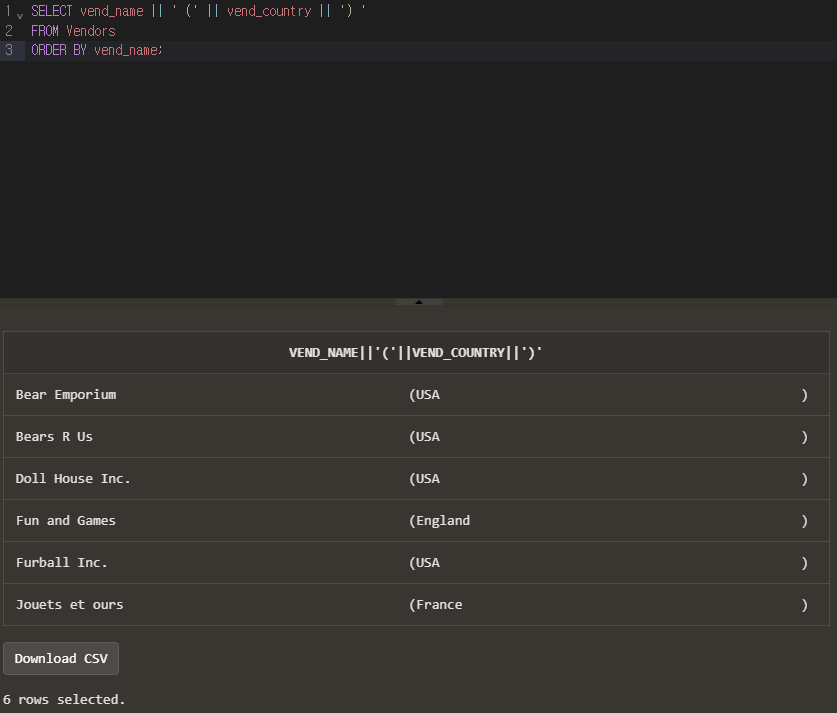 1 SELECT vend_name || ' (' || vend_country || ') '
2 FROM Vendors
3 ORDER BY vend_name;
VEND_NAME||'('||VEND_COUNTRY||')'
Bear Emporium (USA )
Bears R Us (USA )
Doll House Inc. (USA )
Fun and Games (England )
Furball Inc. (USA )
Jouets et ours (France )
Download CSV
6 rows selected.